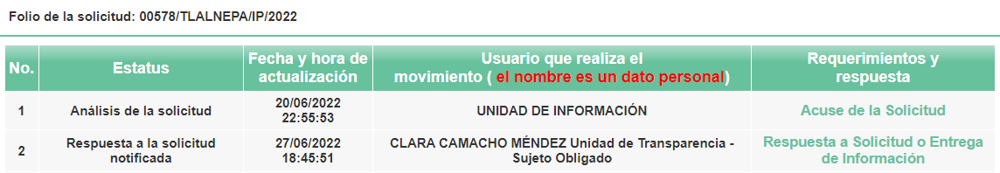 Folio de la solicitud: 00578/TLALNEPA/IP/2022
No.
Estatus
Fecha y hora de
actualización
Usuario que realiza el
movimiento ( el nombre es un dato personal)
Requerimientos y
respuesta
1
Análisis de la solicitud
20/06/2022
22:55:53
UNIDAD DE INFORMACIÓN
Acuse de la Solicitud
2
Respuesta a la solicitud
notificada
27/06/2022
18:45:51
CLARA CAMACHO MÉNDEZ Unidad de Transparencia -
Sujeto Obligado
Respuesta a Solicitud o Entrega
de Información